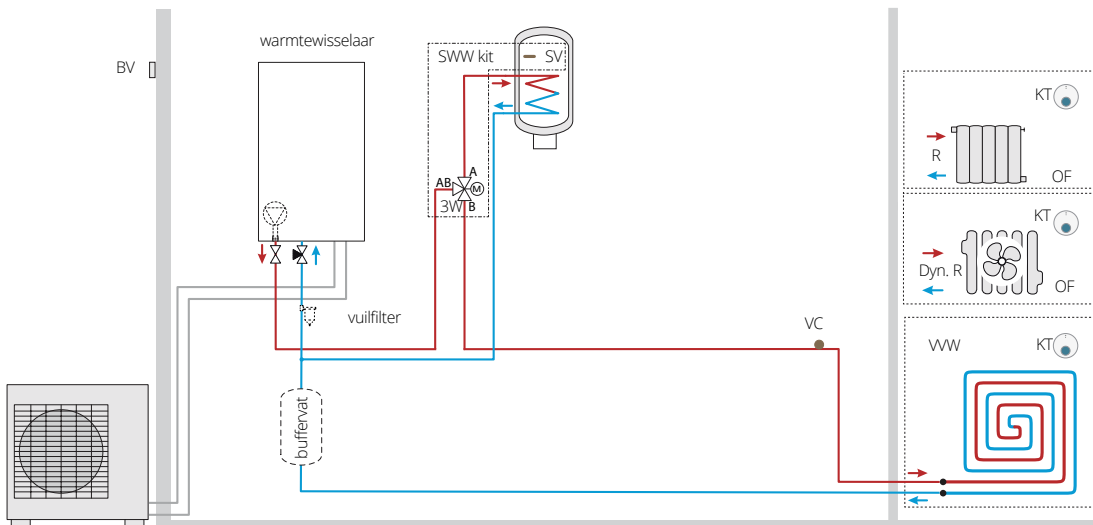 warmtewisselaar
BV
SWW kit
SV
A
AB
M
3W
B
vuilfilter
buffervat
VC
KT
R
OF
KT
Dyn. R
OF
VVW
KT